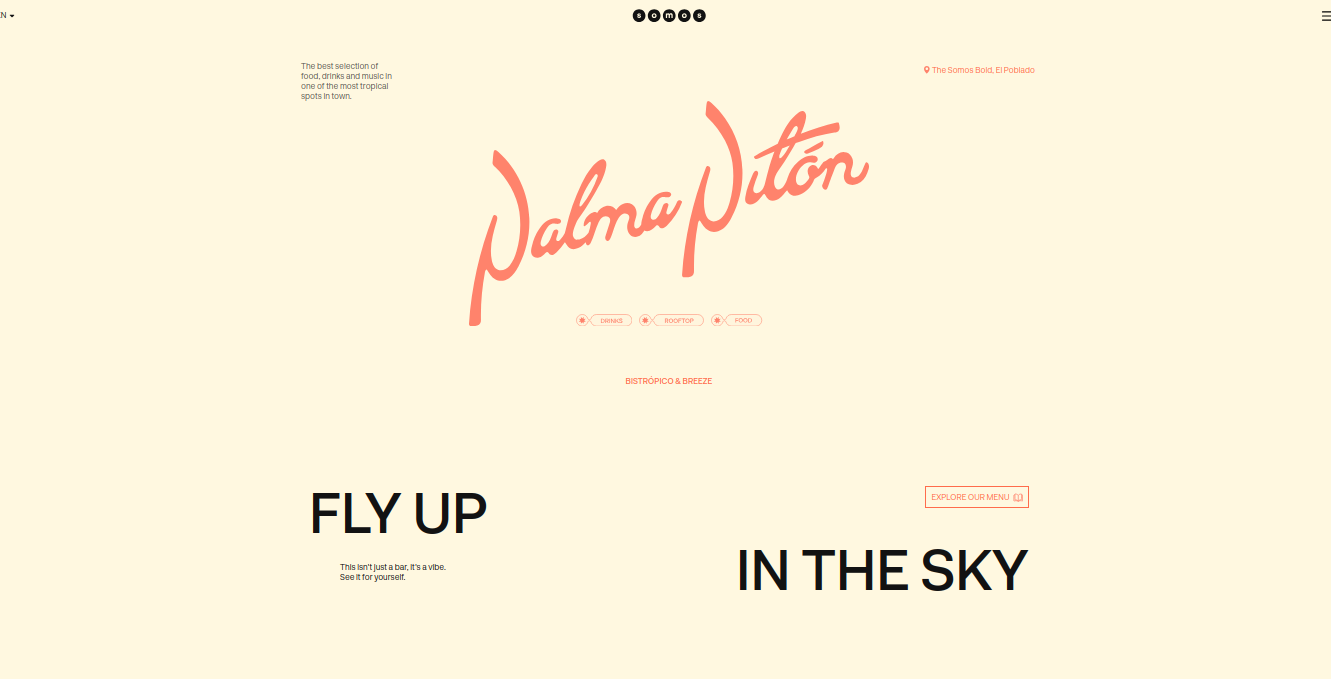 EN
somos
The best selection of
food, drinks and music in
one of the most tropical
spots in town.
The Somos Bold, El Poblado
Palma Pitón
DRINKS
ROOFTOP
FOOD
BISTRÓPICO & BREEZE
FLY UP
EXPLORE OUR MENU
This isn't just a bar, it's a vibe.
See it for yourself.
IN THE SKY